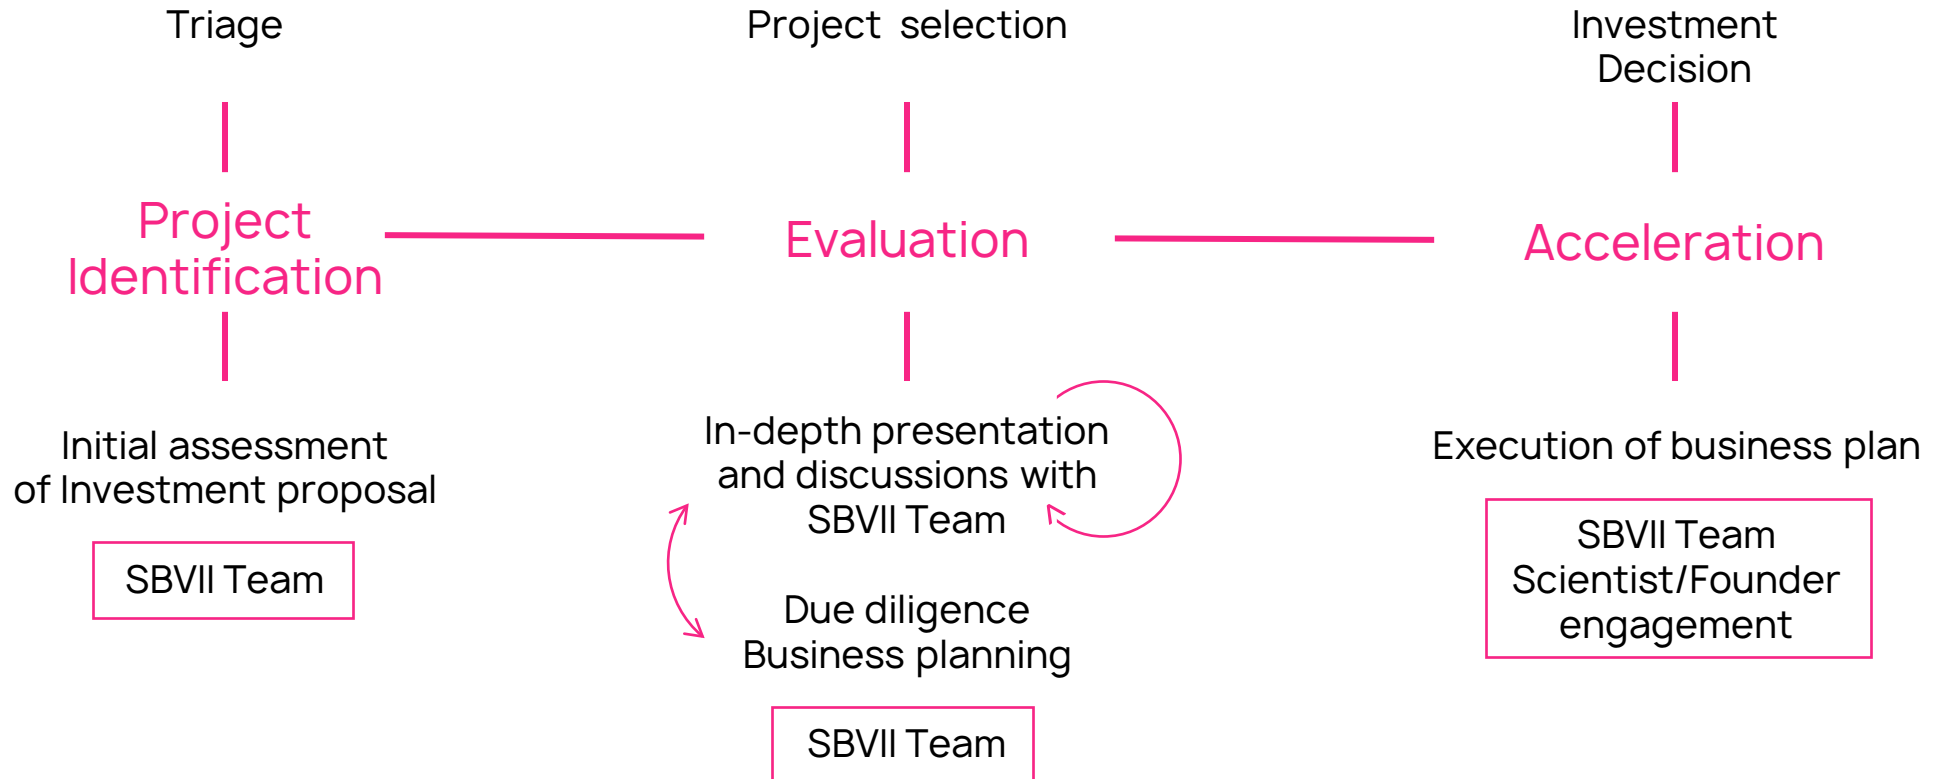 Triage
Project selection
Investment
Decision
Project
Identification
Evaluation
Acceleration
Initial assessment
of Investment proposal
SBVII Team
In-depth presentation
and discussions with
SBVII Team
Due diligence
Business planning
SBVII Team
Execution of business plan
SBVII Team
Scientist/Founder
engagement